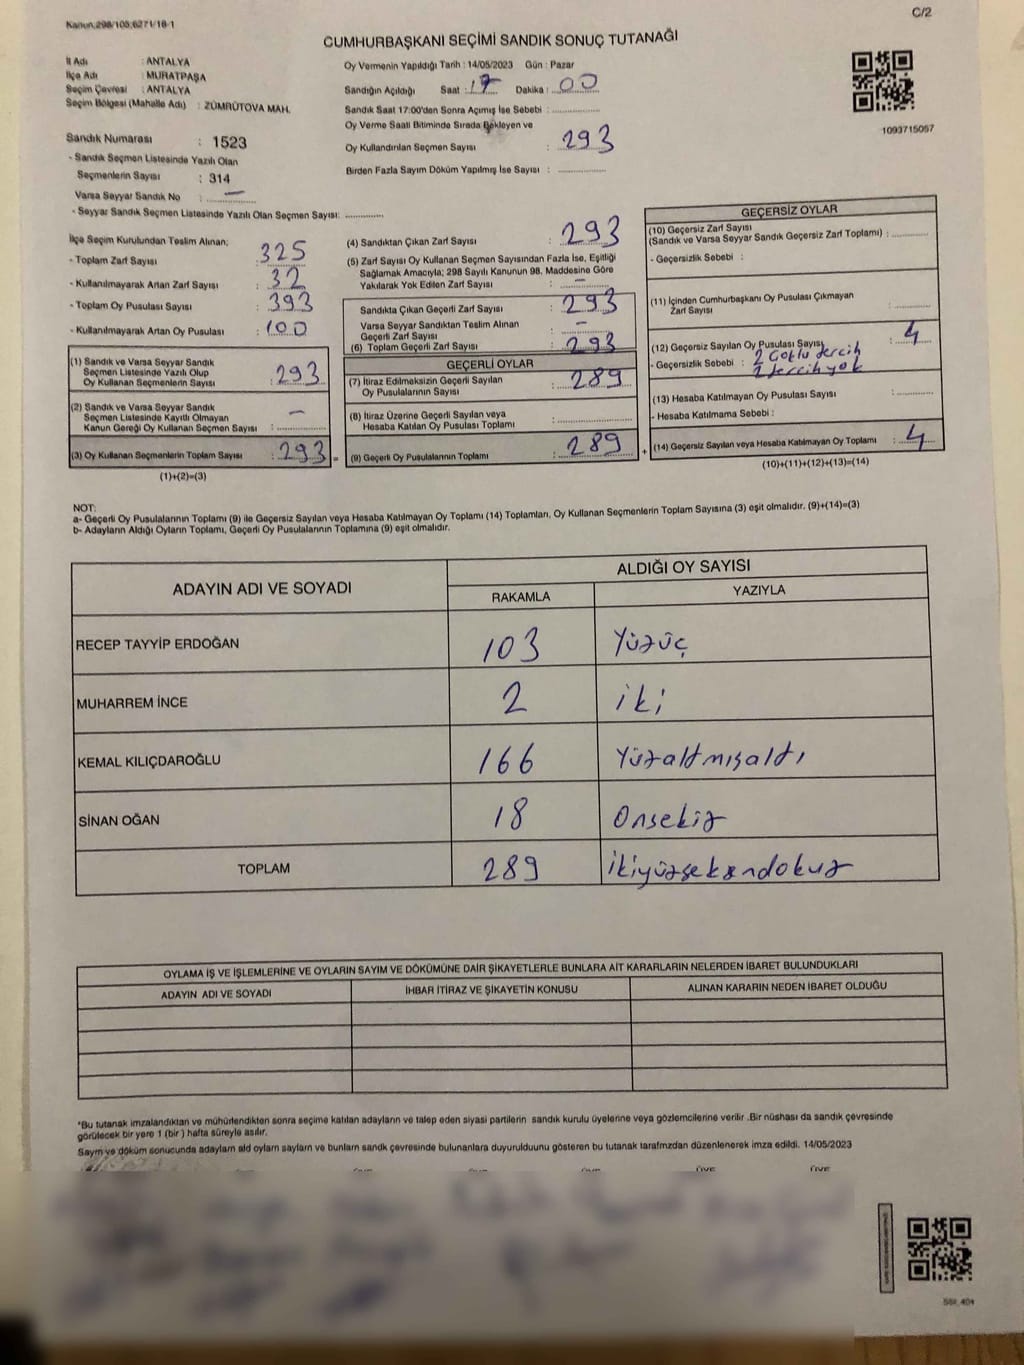 Kanun:298/105;6271/18-1
C/2
CUMHURBAŞKANI SEÇİMİ SANDIK SONUÇ TUTANAĞI
İl Adı : ANTALYA
İlçe Adı : MURATPAŞA
Seçim Çevresi : ANTALYA
Seçim Bölgesi (Mahalle Adı) : ZÜMRÜTOVA MAH.
Oy Vermenin Yapıldığı Tarih : 14/05/2023 Gün : Pazar
Sandığın Açıldığı Saat : 17 Dakika : 00
Sandık Saat 17:00'den Sonra Açımış İse Sebebi : ..............
Oy Verme Saati Bitiminde Sırada Bekleyen ve
Oy Kullandırılan Seçmen Sayısı : 293
Birden Fazla Sayım Döküm Yapılmış İse Sayısı : ..............
1093715057
Sandık Numarası : 1523
- Sandık Seçmen Listesinde Yazılı Olan
Seçmenlerin Sayısı : 314
Varsa Seyyar Sandık No : —
- Seyyar Sandık Seçmen Listesinde Yazılı Olan Seçmen Sayısı: ............
İlçe Seçim Kurulundan Teslim Alınan;
- Toplam Zarf Sayısı : 325
- Kullanılmayarak Artan Zarf Sayısı : 32
- Toplam Oy Pusulası Sayısı : 393
- Kullanılmayarak Artan Oy Pusulası : 100
(1) Sandık ve Varsa Seyyar Sandık
Seçmen Listesinde Yazılı Olup
Oy Kullanan Seçmenlerin Sayısı : 293
(2) Sandık ve Varsa Seyyar Sandık
Seçmen Listesinde Kayıtlı Olmayan
Kanun Gereği Oy Kullanan Seçmen Sayısı : —
(3) Oy Kullanan Seçmenlerin Toplam Sayısı : 293 =
(1)+(2)=(3)
(4) Sandıktan Çıkan Zarf Sayısı : 293
(5) Zarf Sayısı Oy Kullanan Seçmen Sayısından Fazla İse, Eşitliği
Sağlamak Amacıyla; 298 Sayılı Kanunun 98. Maddesine Göre
Yakılarak Yok Edilen Zarf Sayısı : —
Sandıkta Çıkan Geçerli Zarf Sayısı : 293
Varsa Seyyar Sandıktan Teslim Alınan
Geçerli Zarf Sayısı : —
(6) Toplam Geçerli Zarf Sayısı : 293
GEÇERLİ OYLAR
(7) İtiraz Edilmeksizin Geçerli Sayılan
Oy Pusulalarının Sayısı : 289
(8) İtiraz Üzerine Geçerli Sayılan veya
Hesaba Katılan Oy Pusulası Toplamı : ..............
(9) Geçerli Oy Pusulalarının Toplamı : 289 +
GEÇERSİZ OYLAR
(10) Geçersiz Zarf Sayısı
(Sandık ve Varsa Seyyar Sandık Geçersiz Zarf Toplamı) : ..........
- Geçersizlik Sebebi :
(11) İçinden Cumhurbaşkanı Oy Pusulası Çıkmayan
Zarf Sayısı : ..........
(12) Geçersiz Sayılan Oy Pusulası Sayısı 4
- Geçersizlik Sebebi : 2 Çoklu tercih
2 tercih yok
(13) Hesaba Katılmayan Oy Pusulası Sayısı : ..........
- Hesaba Katılmama Sebebi :
(14) Geçersiz Sayılan veya Hesaba Katılmayan Oy Toplamı : 4
(10)+(11)+(12)+(13)=(14)
NOT:
a- Geçerli Oy Pusulalarının Toplamı (9) ile Geçersiz Sayılan veya Hesaba Katılmayan Oy Toplamı (14) Toplamları, Oy Kullanan Seçmenlerin Toplam Sayısına (3) eşit olmalıdır. (9)+(14)=(3)
b- Adayların Aldığı Oyların Toplamı, Geçerli Oy Pusulalarının Toplamına (9) eşit olmalıdır.
ADAYIN ADI VE SOYADI
ALDIĞI OY SAYISI
RAKAMLA YAZIYLA
RECEP TAYYİP ERDOĞAN 103 Yüzüç
MUHARREM İNCE 2 iki
KEMAL KILIÇDAROĞLU 166 Yüzaltmışaltı
SİNAN OĞAN 18 Onsekiz
TOPLAM 289 ikiyüzseksendokuz
OYLAMA İŞ VE İŞLEMLERİNE VE OYLARIN SAYIM VE DÖKÜMÜNE DAİR ŞİKAYETLERLE BUNLARA AİT KARARLARIN NELERDEN İBARET BULUNDUKLARI
ADAYIN ADI VE SOYADI İHBAR İTİRAZ VE ŞİKAYETİN KONUSU ALINAN KARARIN NEDEN İBARET OLDUĞU
*Bu tutanak imzalandıktan ve mühürlendikten sonra seçime katılan adayların ve talep eden siyasi partilerin sandık kurulu üyelerine veya gözlemcilerine verilir .Bir nüshası da sandık çevresinde
görülecek bir yere 1 (bir) hafta süreyle asılır.
Sayım ve döküm sonucunda adayların ald oyların sayların ve bunların sandk çevresinde bulunanlara duyurulduunu gösteren bu tutanak tarafmzdan düzenlenerek imza edildi. 14/05/2023
ÜYE ÜYE